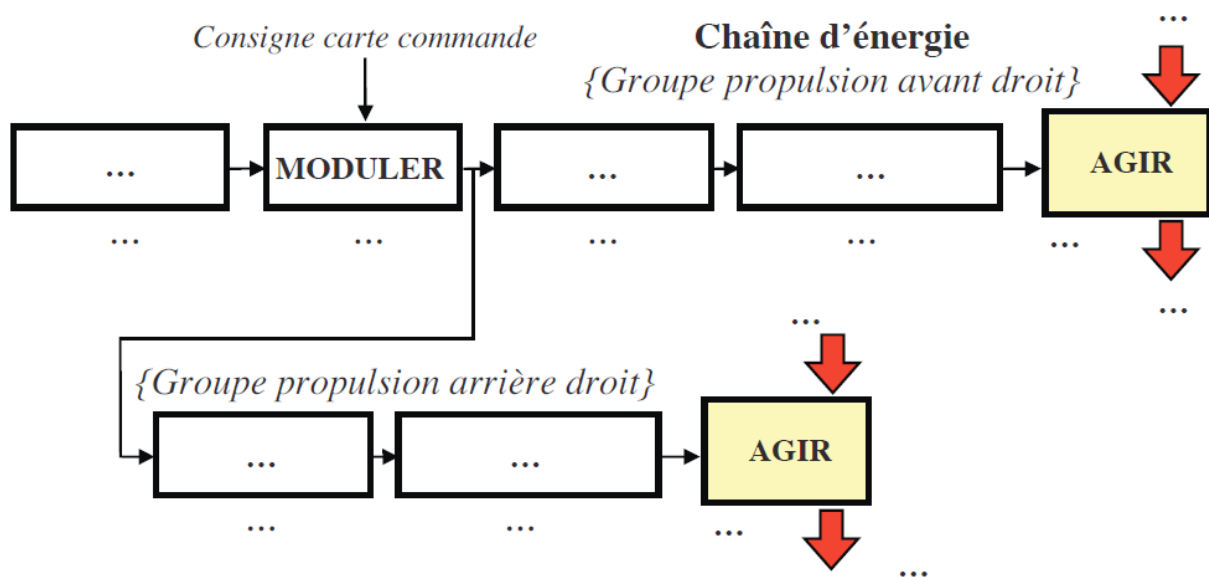 ...
Consigne carte commande
Chaîne d'énergie
{Groupe propulsion avant droit}
... MODULER ... ... AGIR
... ... ... ... ...
...
...
{Groupe propulsion arrière droit}
... ... AGIR
... ... ...
...